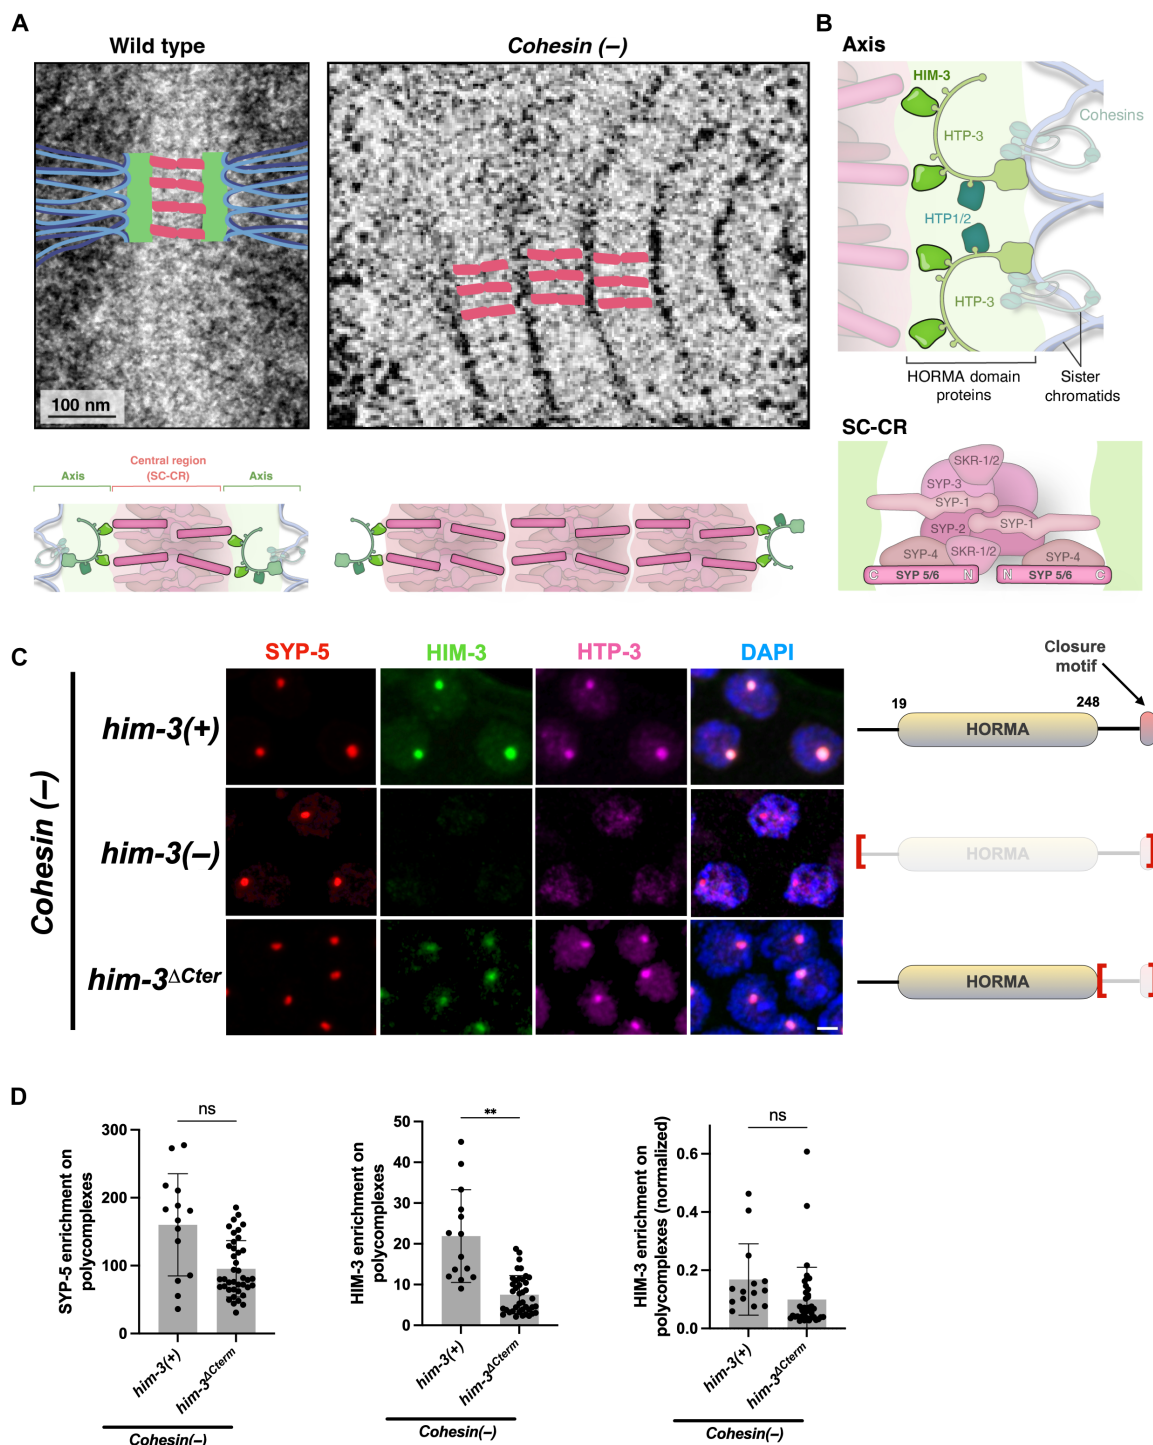 A
Wild type
Cohesin (–)
100 nm
Central region
(SC-CR)
Axis
Axis
B
Axis
HIM-3
HTP-3
Cohesins
HTP1/2
HTP-3
HORMA domain
proteins
Sister
chromatids
SC-CR
SKR-1/2
SYP-3
SYP-1
SYP-2
SYP-1
SYP-4
SKR-1/2
SYP-4
C SYP 5/6 N
N SYP 5/6 C
C
SYP-5
HIM-3
HTP-3
DAPI
Closure
motif
Cohesin (–)
him-3(+)
19
248
HORMA
him-3(–)
HORMA
him-3ΔCter
HORMA
D
SYP-5 enrichment on
polycomplexes
300
200
100
0
ns
him-3(+)
him-3ΔCterm
Cohesin(–)
HIM-3 enrichment on
polycomplexes
50
40
30
20
10
0
**
him-3(+)
him-3ΔCterm
Cohesin(–)
HIM-3 enrichment on
polycomplexes (normalized)
0.6
0.4
0.2
0.0
ns
him-3(+)
him-3ΔCterm
Cohesin(–)